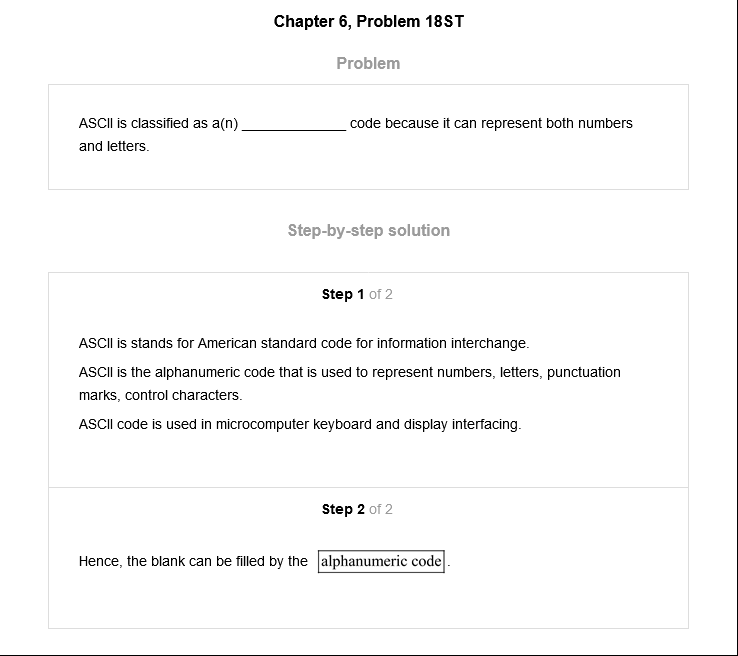 Chapter 6, Problem 18ST
Problem
ASCII is classified as a(n) _____________ code because it can represent both numbers
and letters.
Step-by-step solution
Step 1 of 2
ASCII is stands for American standard code for information interchange.
ASCII is the alphanumeric code that is used to represent numbers, letters, punctuation
marks, control characters.
ASCII code is used in microcomputer keyboard and display interfacing.
Step 2 of 2
Hence, the blank can be filled by the alphanumeric code.